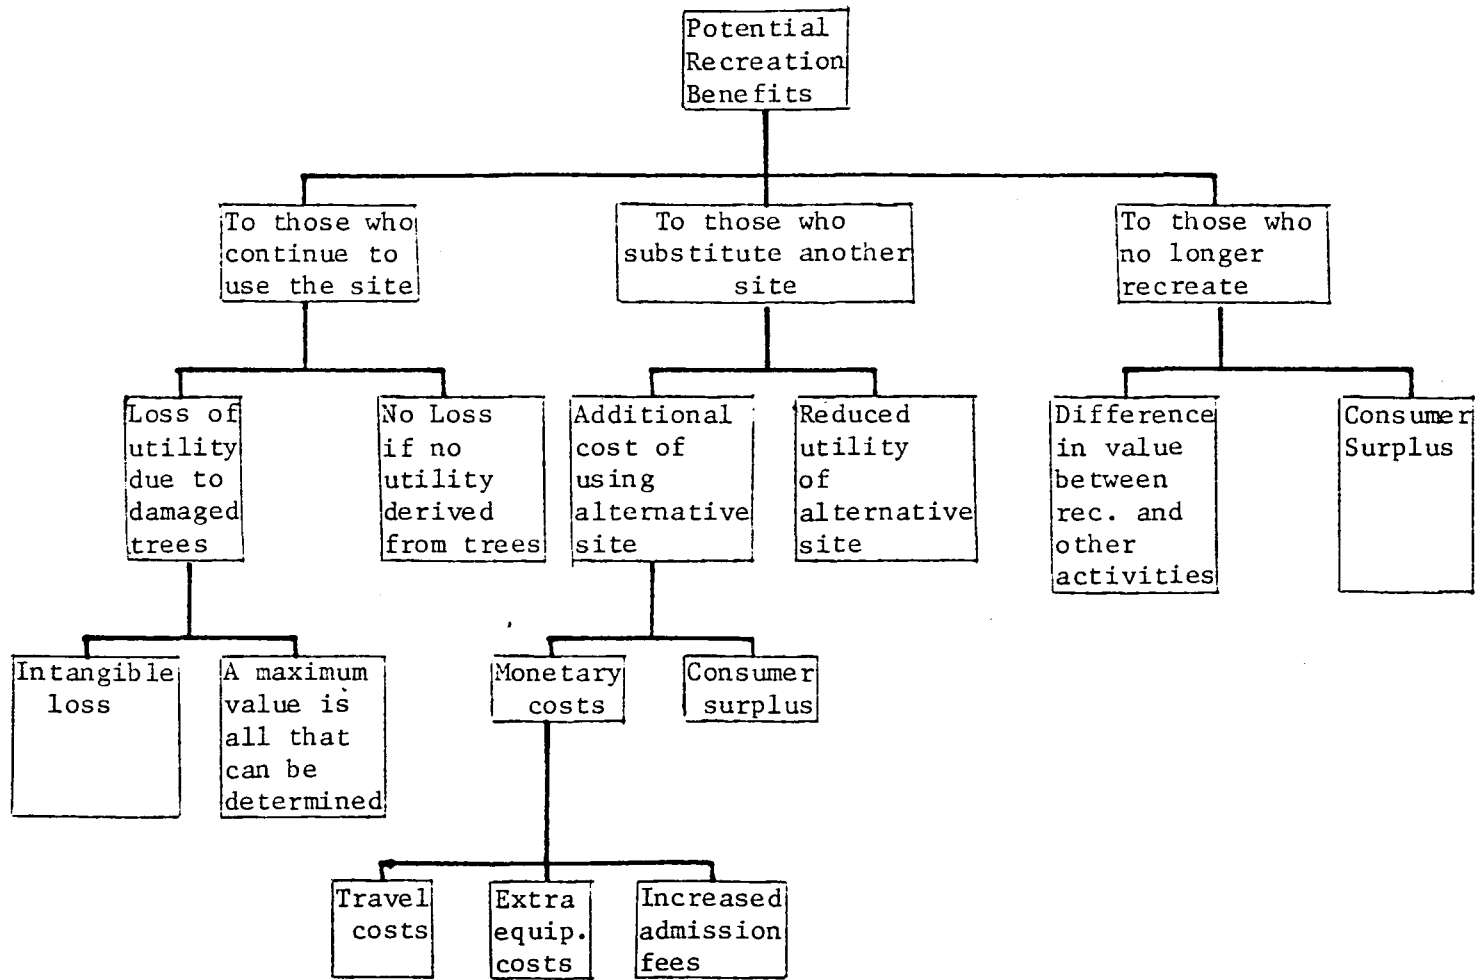 Potential
Recreation
Benefits
To those who
continue to
use the site
To those who
substitute another
site
To those who
no longer
recreate
Loss of
utility
due to
damaged
trees
No Loss
if no
utility
derived
from trees
Additional
cost of
using
alternative
site
Reduced
utility
of
alternative
site
Difference
in value
between
rec. and
other
activities
Consumer
Surplus
Intangible
loss
A maximum
value is
all that
can be
determined
Monetary
costs
Consumer
surplus
Travel
costs
Extra
equip.
costs
Increased
admission
fees